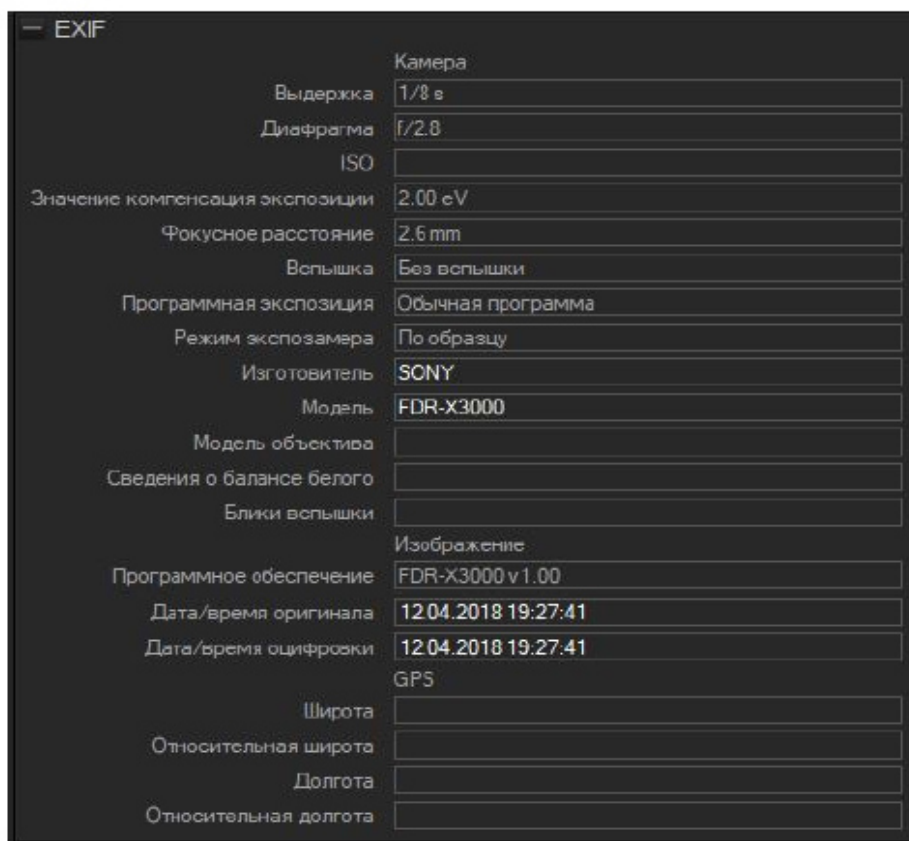 EXIF
Камера
Выдержка 1/8 s
Диафрагма f/2.8
ISO
Значение компенсация экспозиции 2.00 eV
Фокусное расстояние 2.6 mm
Вспышка Без вспышки
Программная экспозиция Обычная программа
Режим экспозамера По образцу
Изготовитель SONY
Модель FDR-X3000
Модель объектива
Сведения о балансе белого
Блики вспышки
Изображение
Программное обеспечение FDR-X3000 v1.00
Дата/время оригинала 12.04.2018 19:27:41
Дата/время оцифровки 12.04.2018 19:27:41
GPS
Широта
Относительная широта
Долгота
Относительная долгота